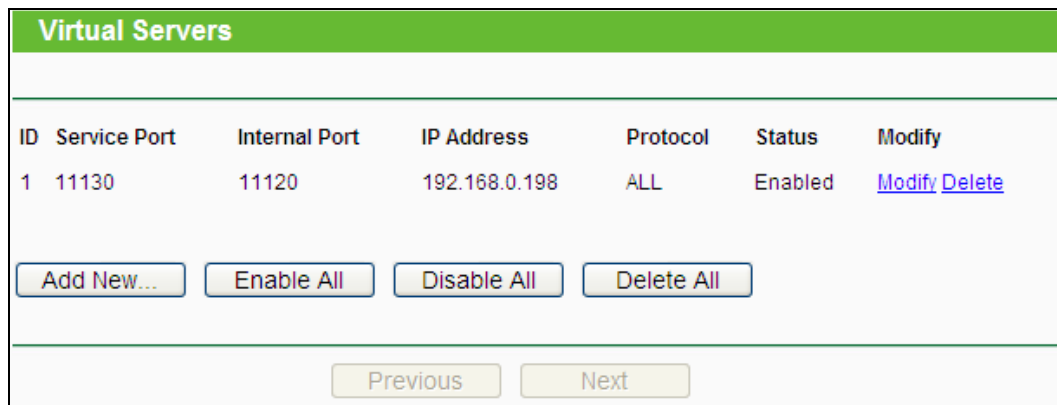 Virtual Servers
ID Service Port Internal Port IP Address Protocol Status Modify
1 11130 11120 192.168.0.198 ALL Enabled Modify Delete
Add New... Enable All Disable All Delete All
Previous Next